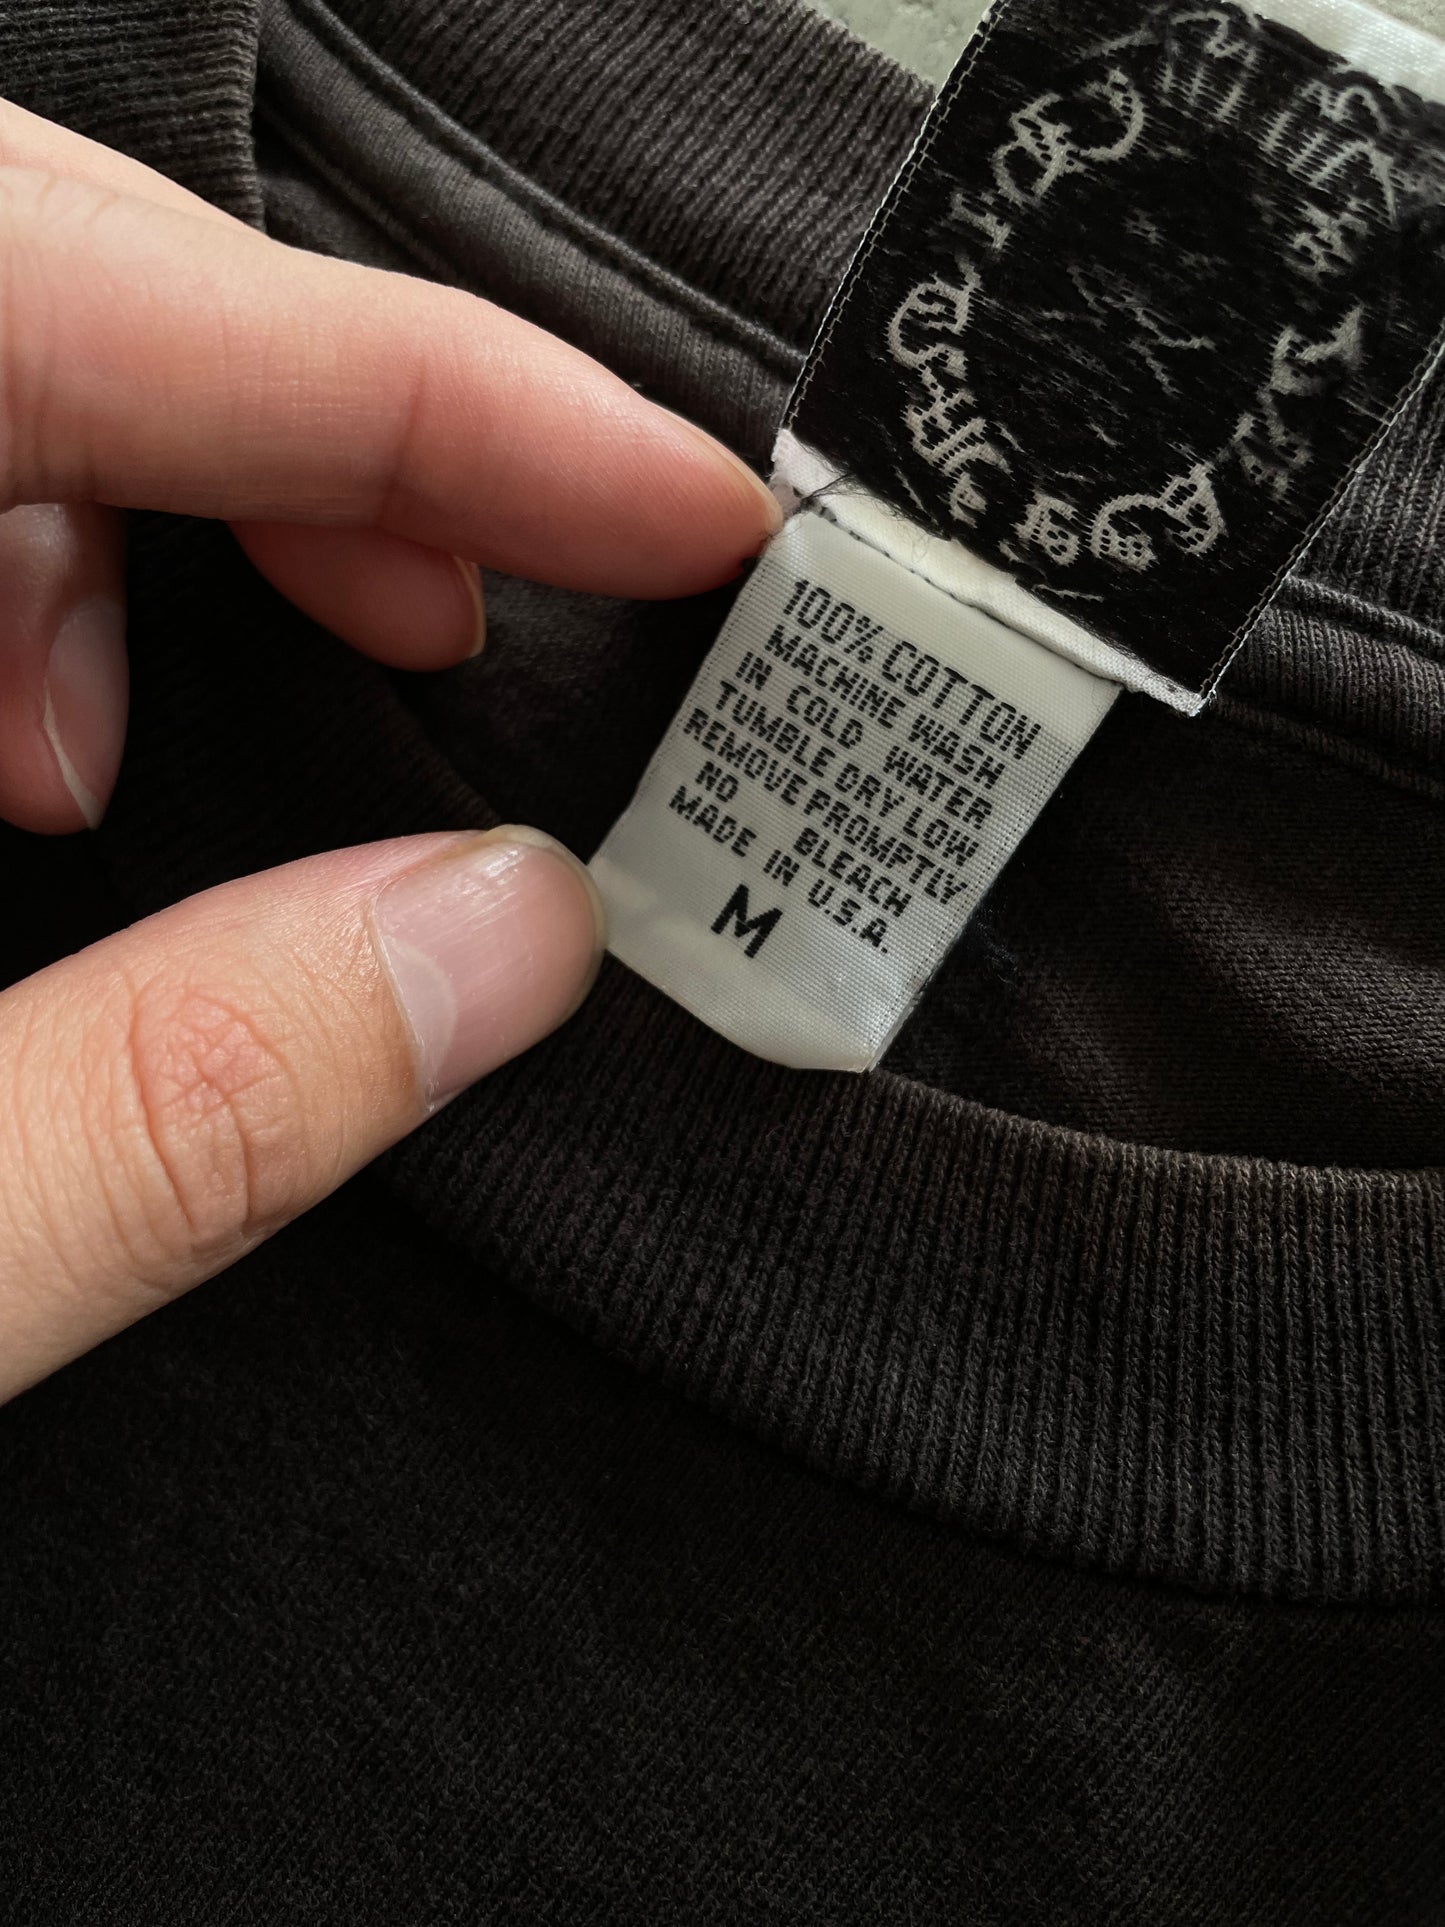 100% COTTON
MACHINE WASH
IN COLD WATER
TUMBLE DRY LOW
REMOVE PROMPTLY
NO BLEACH
MADE IN U.S.A.
M